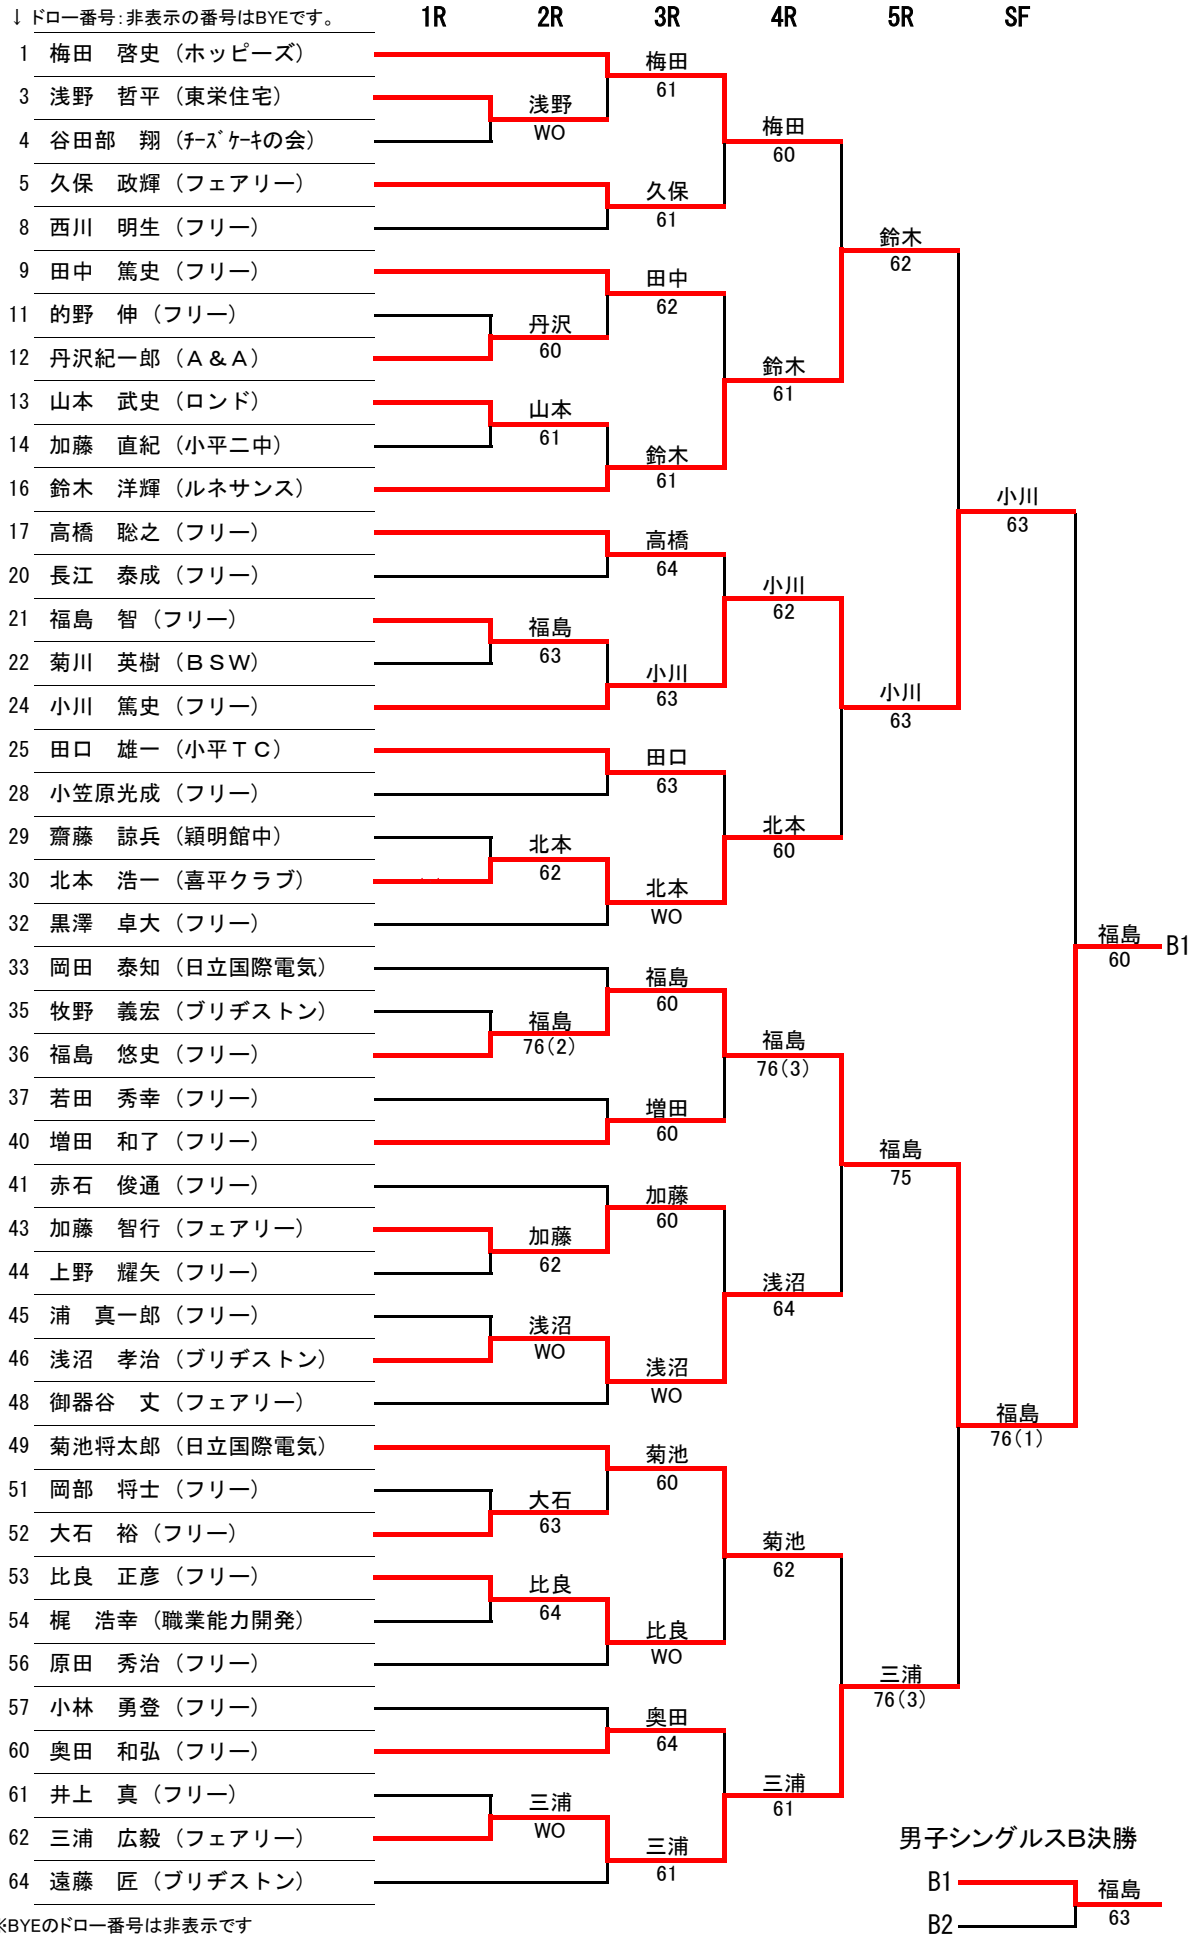 ↓ ドロー番号：非表示の番号はBYEです。 1R 2R 3R 4R 5R SF
1 梅田　啓史（ホッピーズ）
梅田
61
3 浅野　哲平（東栄住宅）
浅野
WO
梅田
60
4 谷田部　翔（ﾁｰｽﾞｹｰｷの会）
5 久保　政輝（フェアリー）
久保
61
8 西川　明生（フリー）
鈴木
62
9 田中　篤史（フリー）
田中
62
11 的野　伸（フリー）
丹沢
60
12 丹沢紀一郎（Ａ＆Ａ）
鈴木
61
13 山本　武史（ロンド）
山本
61
14 加藤　直紀（小平二中）
鈴木
61
16 鈴木　洋輝（ルネサンス）
小川
63
17 高橋　聡之（フリー）
高橋
64
20 長江　泰成（フリー）
小川
62
21 福島　智（フリー）
福島
63
22 菊川　英樹（ＢＳＷ）
小川
63
24 小川　篤史（フリー）
小川
63
25 田口　雄一（小平ＴＣ）
田口
63
28 小笠原光成（フリー）
29 齋藤　諒兵（穎明館中）
北本
62
北本
60
30 北本　浩一（喜平クラブ）
北本
WO
32 黒澤　卓大（フリー）
福島
60
B1
33 岡田　泰知（日立国際電気）
福島
60
35 牧野　義宏（ブリヂストン）
福島
76(2)
36 福島　悠史（フリー）
福島
76(3)
37 若田　秀幸（フリー）
増田
60
40 増田　和了（フリー）
福島
75
41 赤石　俊通（フリー）
加藤
60
43 加藤　智行（フェアリー）
加藤
62
44 上野　耀矢（フリー）
浅沼
64
45 浦　真一郎（フリー）
浅沼
WO
46 浅沼　孝治（ブリヂストン）
浅沼
WO
48 御器谷　丈（フェアリー）
福島
76(1)
49 菊池将太郎（日立国際電気）
菊池
60
51 岡部　将士（フリー）
大石
63
52 大石　裕（フリー）
菊池
62
53 比良　正彦（フリー）
比良
64
54 梶　浩幸（職業能力開発）
比良
WO
56 原田　秀治（フリー）
三浦
76(3)
57 小林　勇登（フリー）
奥田
64
60 奥田　和弘（フリー）
三浦
61
61 井上　真（フリー）
三浦
WO
62 三浦　広毅（フェアリー）
三浦
61
男子シングルスB決勝
64 遠藤　匠（ブリヂストン）
B1
福島
63
B2
※BYEのドロー番号は非表示です